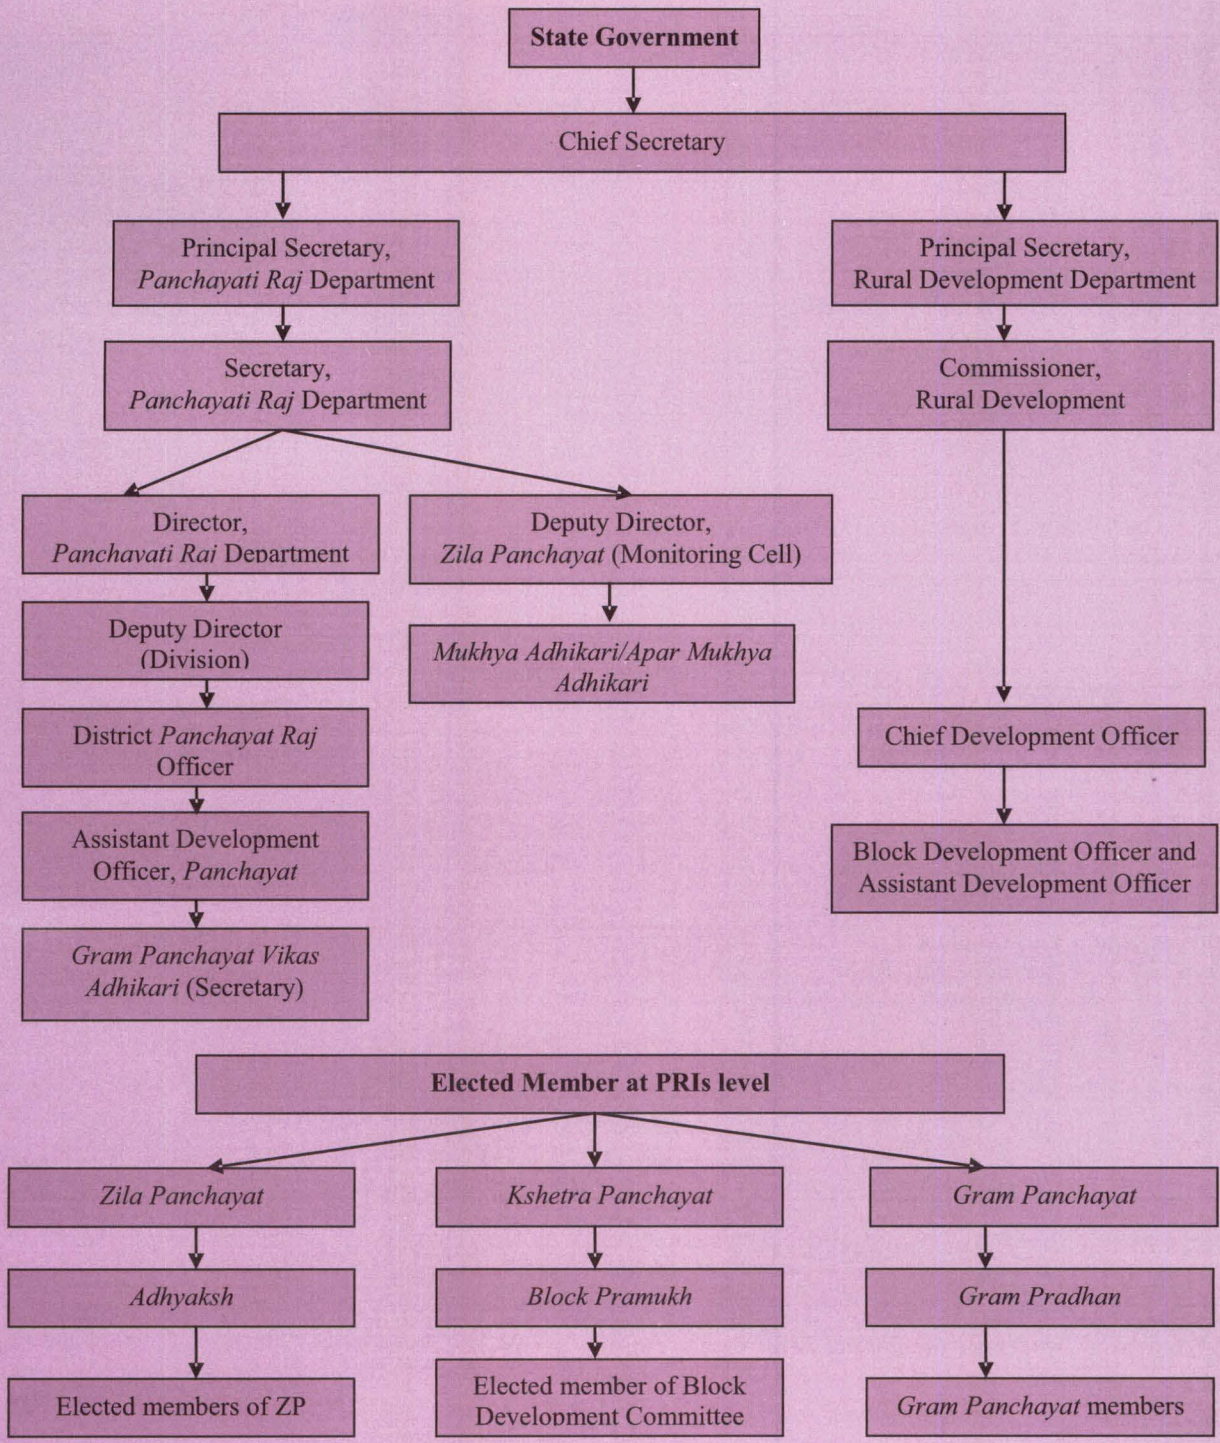 State Government
Chief Secretary
Principal Secretary,
Panchayati Raj Department
Principal Secretary,
Rural Development Department
Secretary,
Panchayati Raj Department
Commissioner,
Rural Development
Director,
Panchayati Raj Department
Deputy Director,
Zila Panchayat (Monitoring Cell)
Deputy Director
(Division)
Mukhya Adhikari/Apar Mukhya
Adhikari
District Panchayat Raj
Officer
Chief Development Officer
Assistant Development
Officer, Panchayat
Block Development Officer and
Assistant Development Officer
Gram Panchayat Vikas
Adhikari (Secretary)
Elected Member at PRIs level
Zila Panchayat
Kshetra Panchayat
Gram Panchayat
Adhyaksh
Block Pramukh
Gram Pradhan
Elected members of ZP
Elected member of Block
Development Committee
Gram Panchayat members